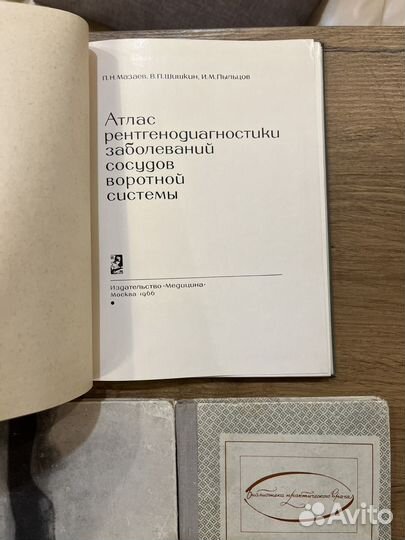 П.Н.Мазаев, В.П.Шишкин, И.М.Пыльцов
Атлас
рентгенодиагностики
заболеваний
сосудов
воротной
системы
Издательство «Медицина»
Москва 1966
Библиотека практического врача
Avito